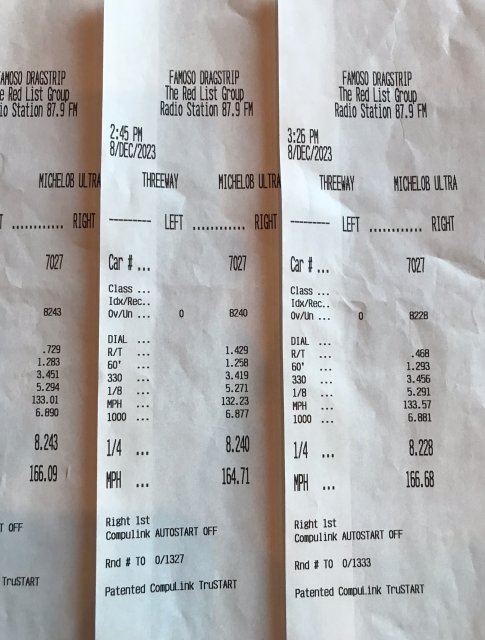 AMOSO DRAGSTRIP
e Red List Group
io Station 87.9 FM
MICHELOB ULTRA
T ............ RIGHT
7027
8243
.729
1.283
3.451
5.294
133.01
6.890
8.243
166.09
T OFF
TruSTART
FAMOSO DRAGSTRIP
The Red List Group
Radio Station 87.9 FM
2:45 PM
8/DEC/2023
THREEWAY MICHELOB ULTRA
---------- LEFT ............ RIGHT
Car # ... 7027
Class ...
Idx/Rec..
Ov/Un ... 0 8240
DIAL ...
R/T ... 1.429
60' ... 1.258
330 ... 3.419
1/8 ... 5.271
MPH ... 132.23
1000 ... 6.877
1/4 ... 8.240
MPH ... 164.71
Right 1st
Compulink AUTOSTART OFF
Rnd # TO 0/1327
Patented CompuLink TruSTART
FAMOSO DRAGSTRIP
The Red List Group
Radio Station 87.9 FM
3:26 PM
8/DEC/2023
THREEWAY MICHELOB ULTRA
---------- LEFT ............ RIGHT
Car # ... 7027
Class ...
Idx/Rec..
Ov/Un ... 0 8228
DIAL ...
R/T ... .468
60' ... 1.293
330 ... 3.456
1/8 ... 5.291
MPH ... 133.57
1000 ... 6.881
1/4 ... 8.228
MPH ... 166.68
Right 1st
Compulink AUTOSTART OFF
Rnd # TO 0/1333
Patented CompuLink TruSTART